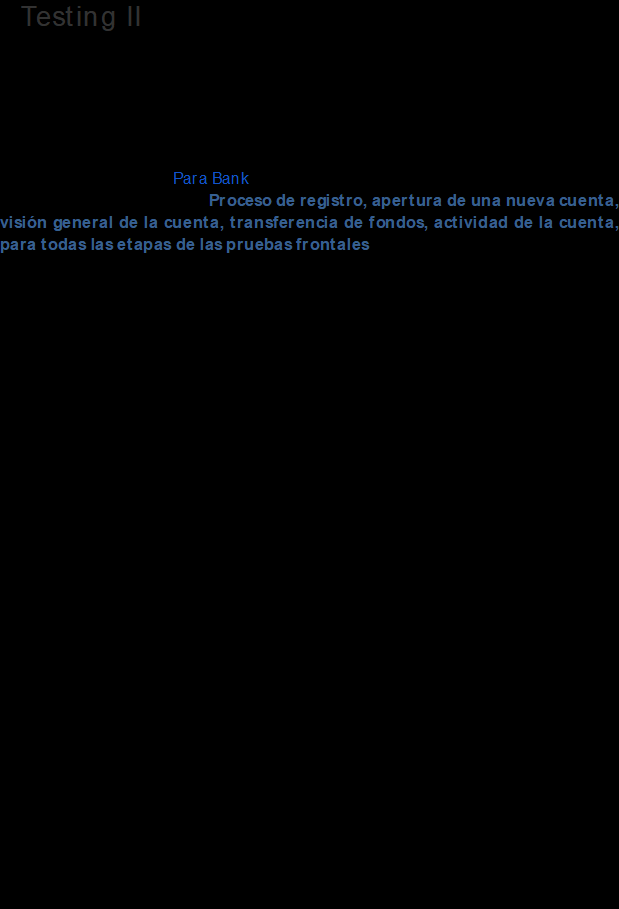 Testing II
Para Bank
Proceso de registro, apertura de una nueva cuenta,
visión general de la cuenta, transferencia de fondos, actividad de la cuenta,
para todas las etapas de las pruebas frontales